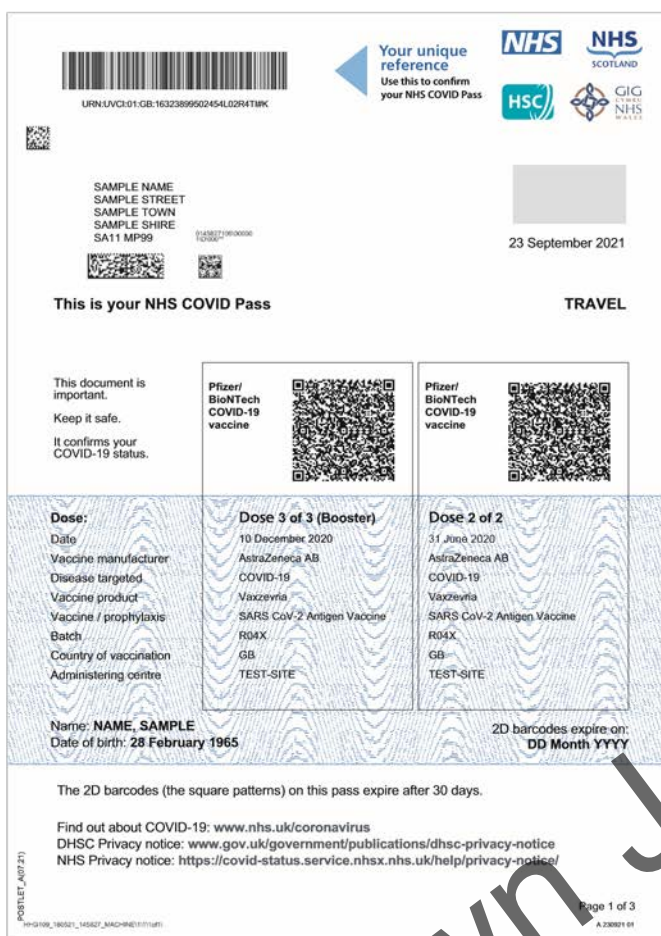 URN:UVCI:01:GB:16323899502454L02R4TM#K
Your unique
reference
Use this to confirm
your NHS COVID Pass
NHS
NHS
SCOTLAND
HSC
GIG
CYMRU
NHS
WALES
SAMPLE NAME
SAMPLE STREET
SAMPLE TOWN
SAMPLE SHIRE
SA11 MP99
23 September 2021
This is your NHS COVID Pass
TRAVEL
This document is
important.
Keep it safe.
It confirms your
COVID-19 status.
Pfizer/
BioNTech
COVID-19
vaccine
Pfizer/
BioNTech
COVID-19
vaccine
Dose: Dose 3 of 3 (Booster) Dose 2 of 2
Date 10 December 2020 31 June 2020
Vaccine manufacturer AstraZeneca AB AstraZeneca AB
Disease targeted COVID-19 COVID-19
Vaccine product Vaxzevria Vaxzevria
Vaccine / prophylaxis SARS CoV-2 Antigen Vaccine SARS CoV-2 Antigen Vaccine
Batch R04X R04X
Country of vaccination GB GB
Administering centre TEST-SITE TEST-SITE
Name: NAME, SAMPLE
Date of birth: 28 February 1965
2D barcodes expire on:
DD Month YYYY
The 2D barcodes (the square patterns) on this pass expire after 30 days.
Find out about COVID-19: www.nhs.uk/coronavirus
DHSC Privacy notice: www.gov.uk/government/publications/dhsc-privacy-notice
NHS Privacy notice: https://covid-status.service.nhsx.nhs.uk/help/privacy-notice/
POSTLET_A(07.21)
Page 1 of 3
A 230921 01
wn J